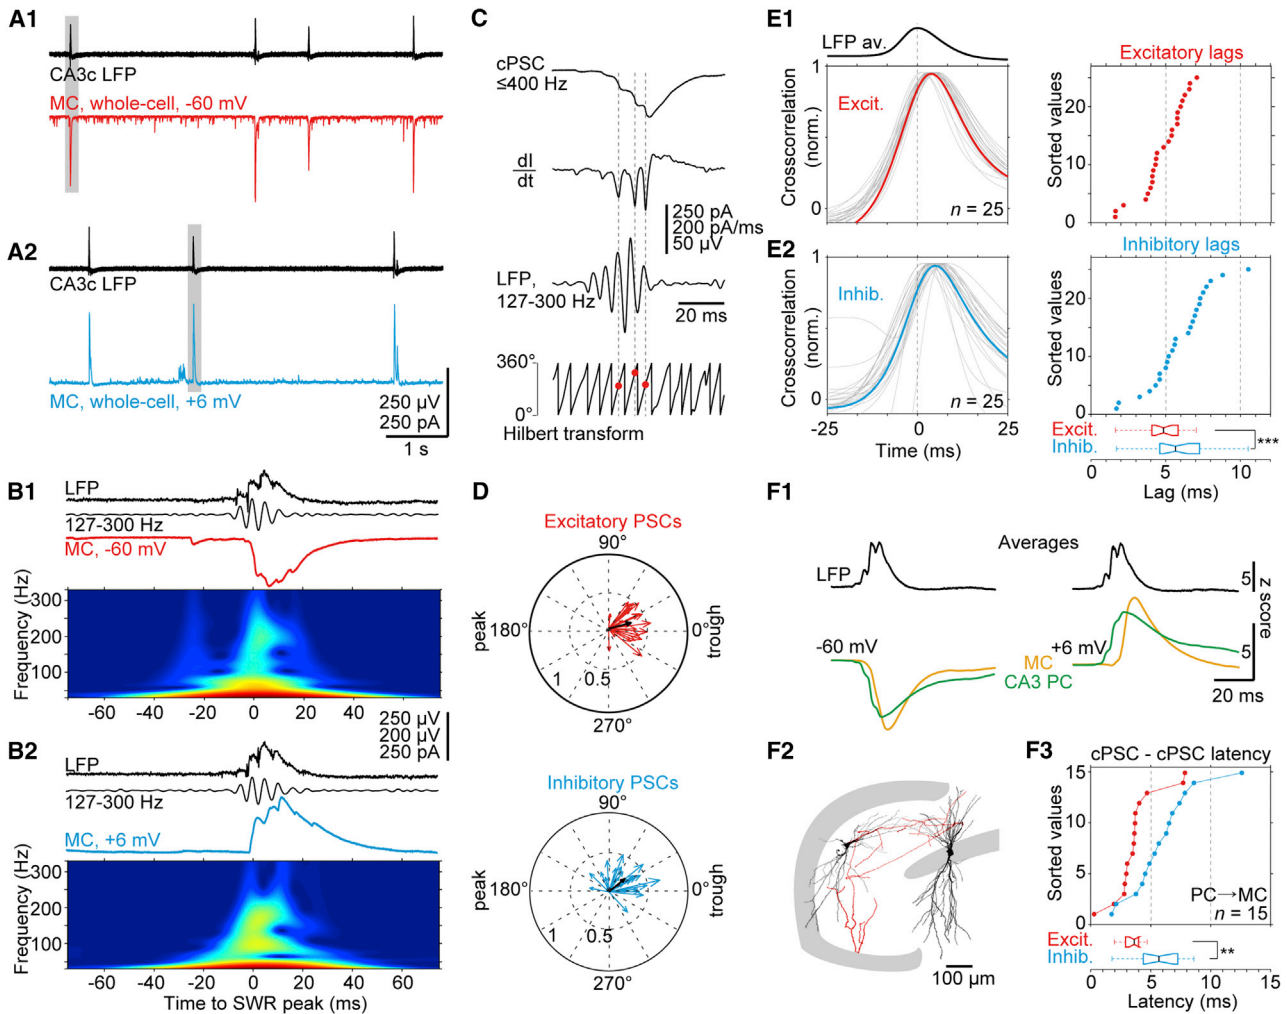 A1
CA3c LFP
MC, whole-cell, -60 mV
A2
CA3c LFP
MC, whole-cell, +6 mV
250 µV
250 pA
1 s
B1
LFP
127-300 Hz
MC, -60 mV
Frequency (Hz)
300
200
100
-60 -40 -20 0 20 40 60
250 µV
200 µV
250 pA
B2
LFP
127-300 Hz
MC, +6 mV
Frequency (Hz)
300
200
100
-60 -40 -20 0 20 40 60
Time to SWR peak (ms)
C
cPSC
≤400 Hz
dI
dt
250 pA
200 pA/ms
50 µV
LFP,
127-300 Hz
20 ms
360°
0°
Hilbert transform
D
Excitatory PSCs
90°
peak
180°
0°
trough
1 0.5
270°
Inhibitory PSCs
90°
peak
180°
0°
trough
1 0.5
270°
E1
LFP av.
Crosscorrelation
(norm.)
1
0
Excit.
n = 25
Excitatory lags
Sorted values
20
10
0
E2
Crosscorrelation
(norm.)
1
0
Inhib.
n = 25
-25 0 25
Time (ms)
Inhibitory lags
Sorted values
20
10
0
Excit.
Inhib.
***
0 5 10
Lag (ms)
F1
Averages
LFP
5
z score
-60 mV
MC
CA3 PC
+6 mV
5
20 ms
F2
100 µm
F3
cPSC - cPSC latency
Sorted values
15
10
5
0
PC→MC
n = 15
Excit.
Inhib.
**
0 5 10 15
Latency (ms)